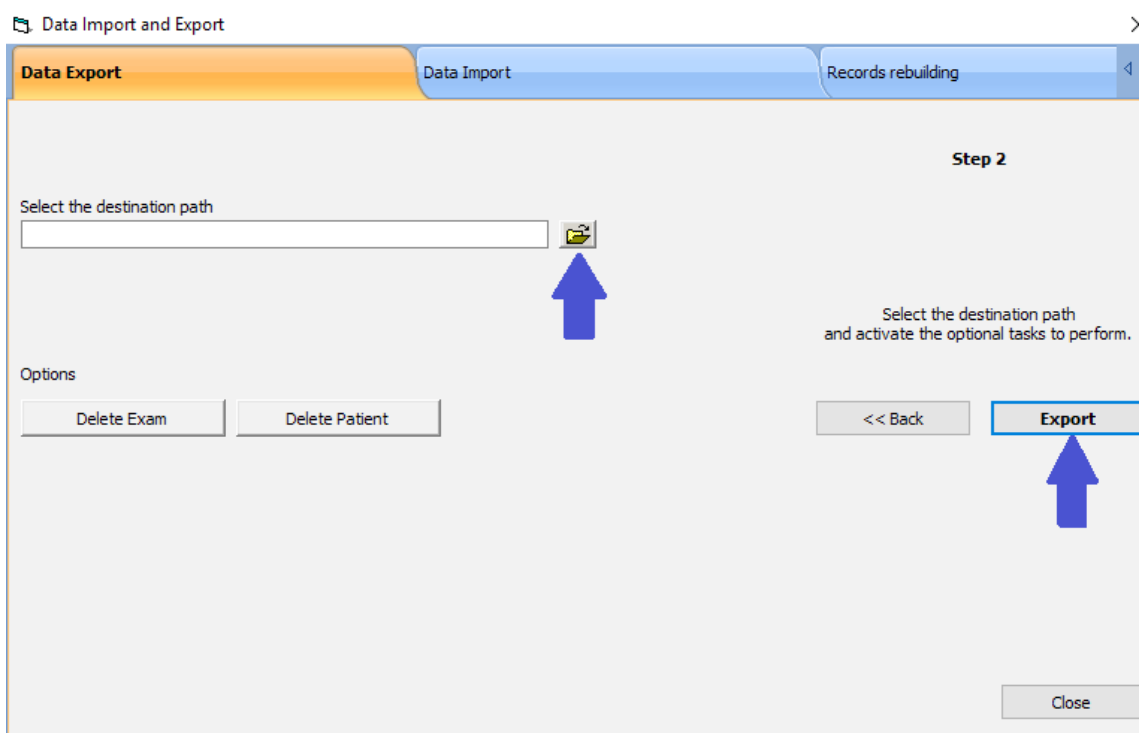 Data Import and Export
Data Export
Data Import
Records rebuilding
Step 2
Select the destination path
Select the destination path
and activate the optional tasks to perform.
Options
Delete Exam
Delete Patient
<< Back
Export
Close